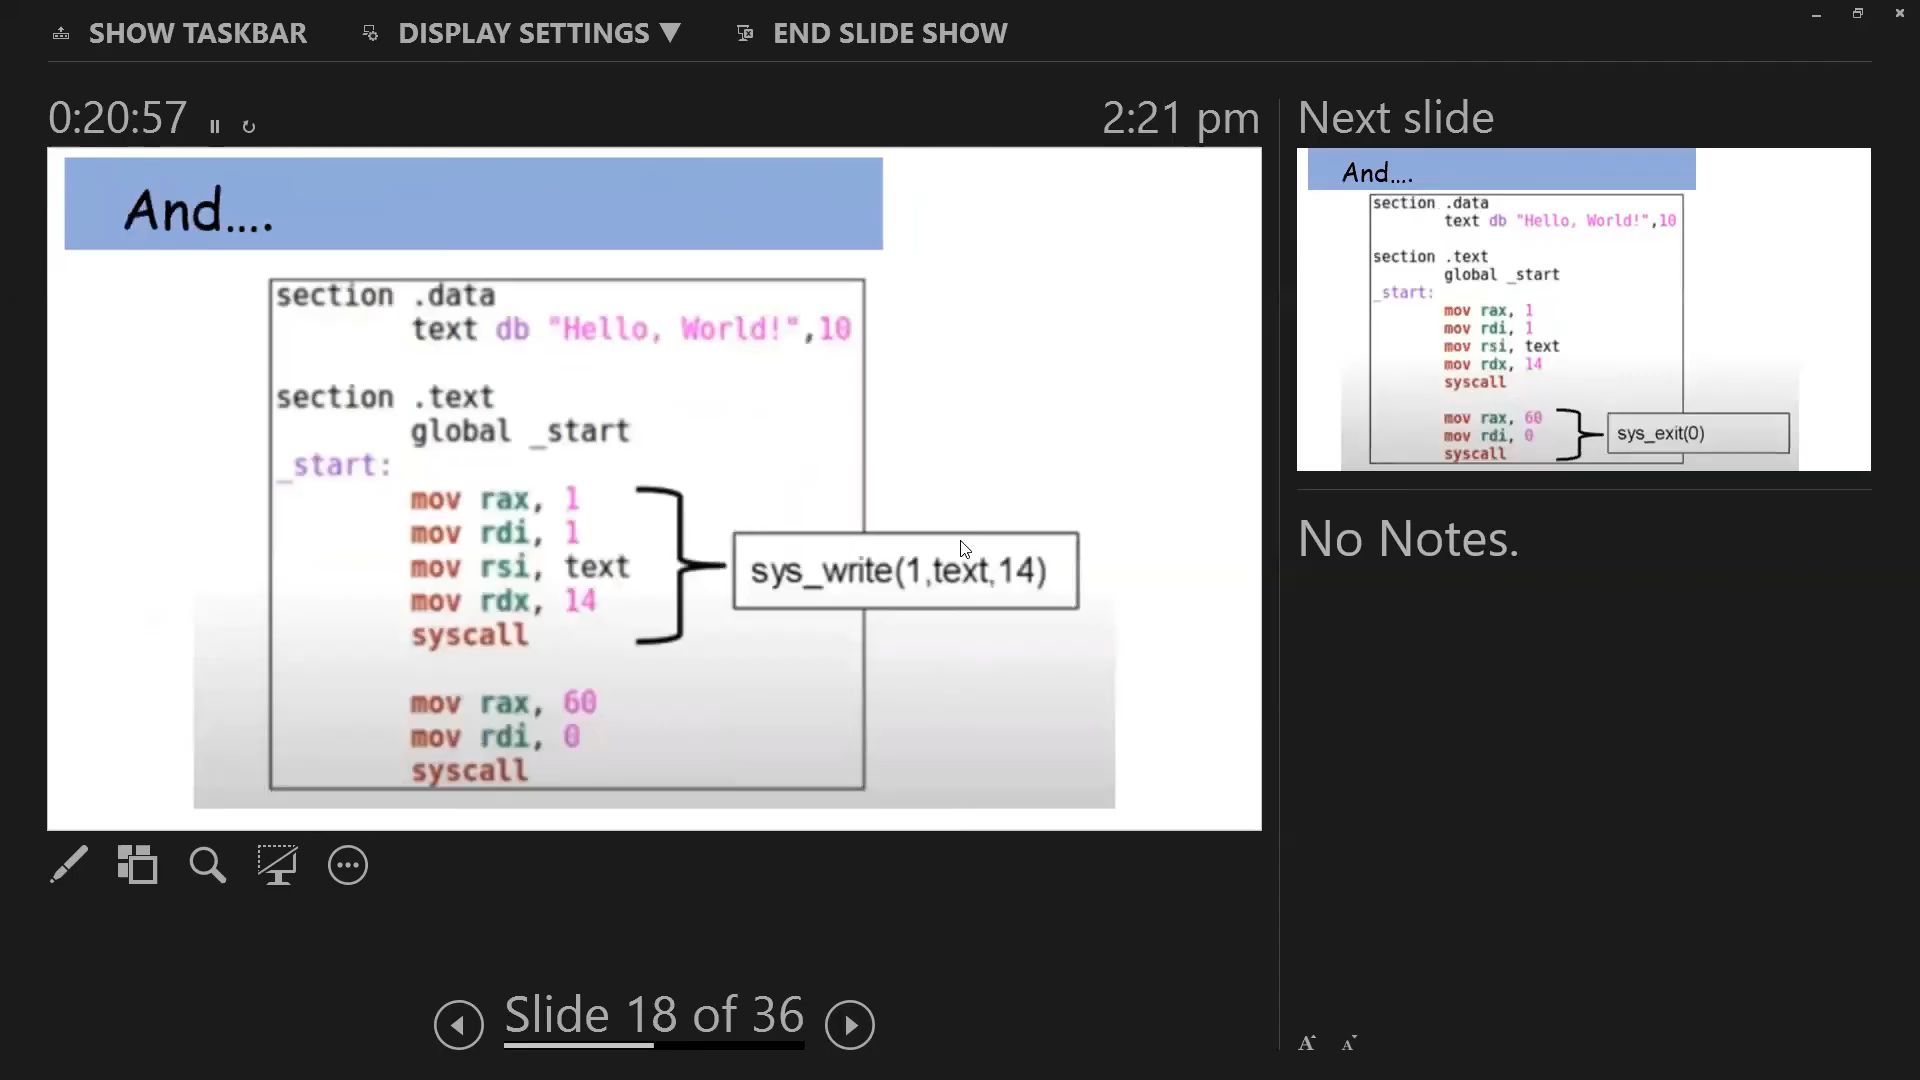 SHOW TASKBAR DISPLAY SETTINGS ▼ END SLIDE SHOW
0:20:57 2:21 pm
And....
section .data
text db "Hello, World!",10
section .text
global _start
_start:
mov rax, 1
mov rdi, 1
mov rsi, text
mov rdx, 14
syscall
sys_write(1,text,14)
mov rax, 60
mov rdi, 0
syscall
Slide 18 of 36
Next slide
And....
section .data
text db "Hello, World!",10
section .text
global _start
_start:
mov rax, 1
mov rdi, 1
mov rsi, text
mov rdx, 14
syscall
mov rax, 60
mov rdi, 0
syscall
sys_exit(0)
No Notes.
A A